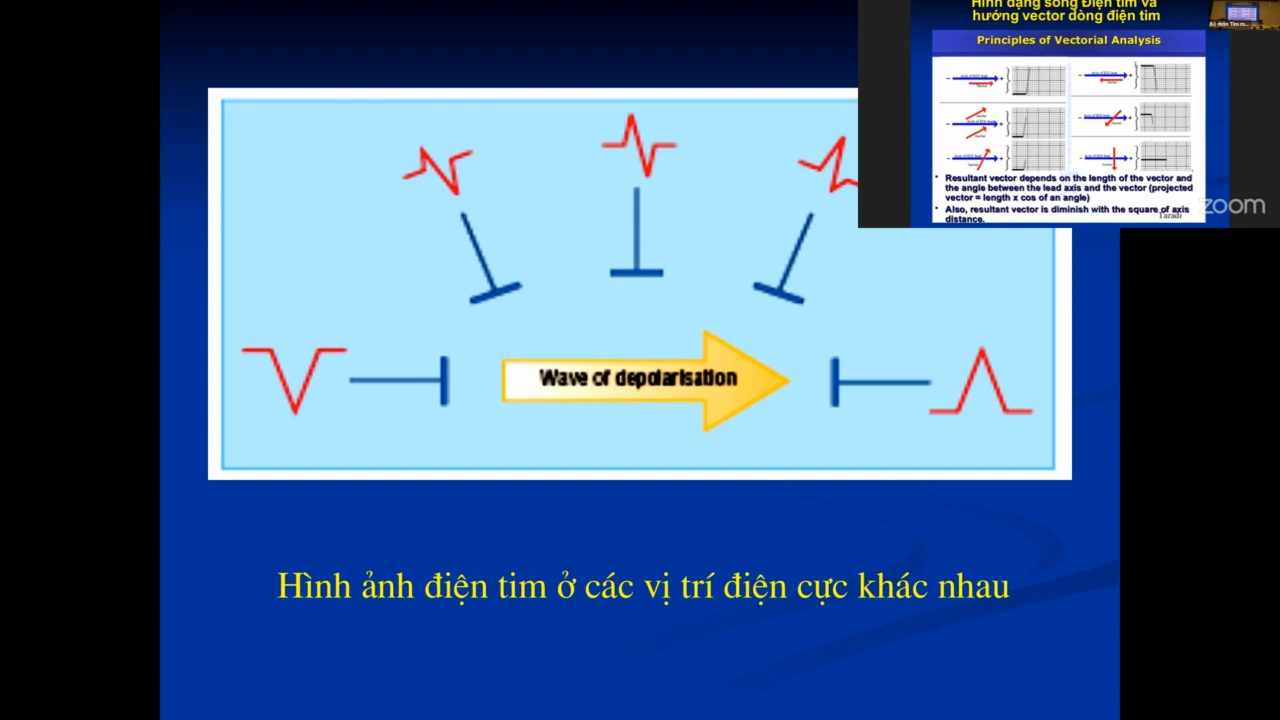 Hình dạng sóng Điện tim và
hướng vector dòng điện tim
Principles of Vectorial Analysis
Resultant vector depends on the length of the vector and
the angle between the lead axis and the vector (projected
vector = length x cos of an angle)
Also, resultant vector is diminish with the square of axis
distance.
Taradi
zoom
Wave of depolarisation
Hình ảnh điện tim ở các vị trí điện cực khác nhau